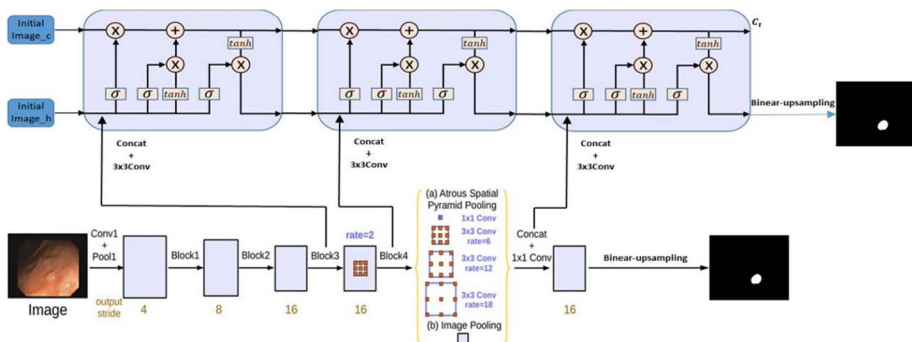 Initial
Image_c
X
+
tanh
X
σ
σ
tanh
σ
X
X
+
tanh
X
σ
σ
tanh
σ
X
X
+
tanh
X
σ
σ
tanh
σ
X
C_t
Initial
Image_h
Binear-upsampling
Concat
+
3x3Conv
Concat
+
3x3Conv
Concat
+
3x3Conv
(a) Atrous Spatial
Pyramid Pooling
1x1 Conv
3x3 Conv
rate=6
3x3 Conv
rate=12
3x3 Conv
rate=18
(b) Image Pooling
Image
Conv1
+
Pool1
output
stride
4
Block1
8
Block2
16
Block3
rate=2
16
Block4
Concat
+
1x1 Conv
16
Binear-upsampling